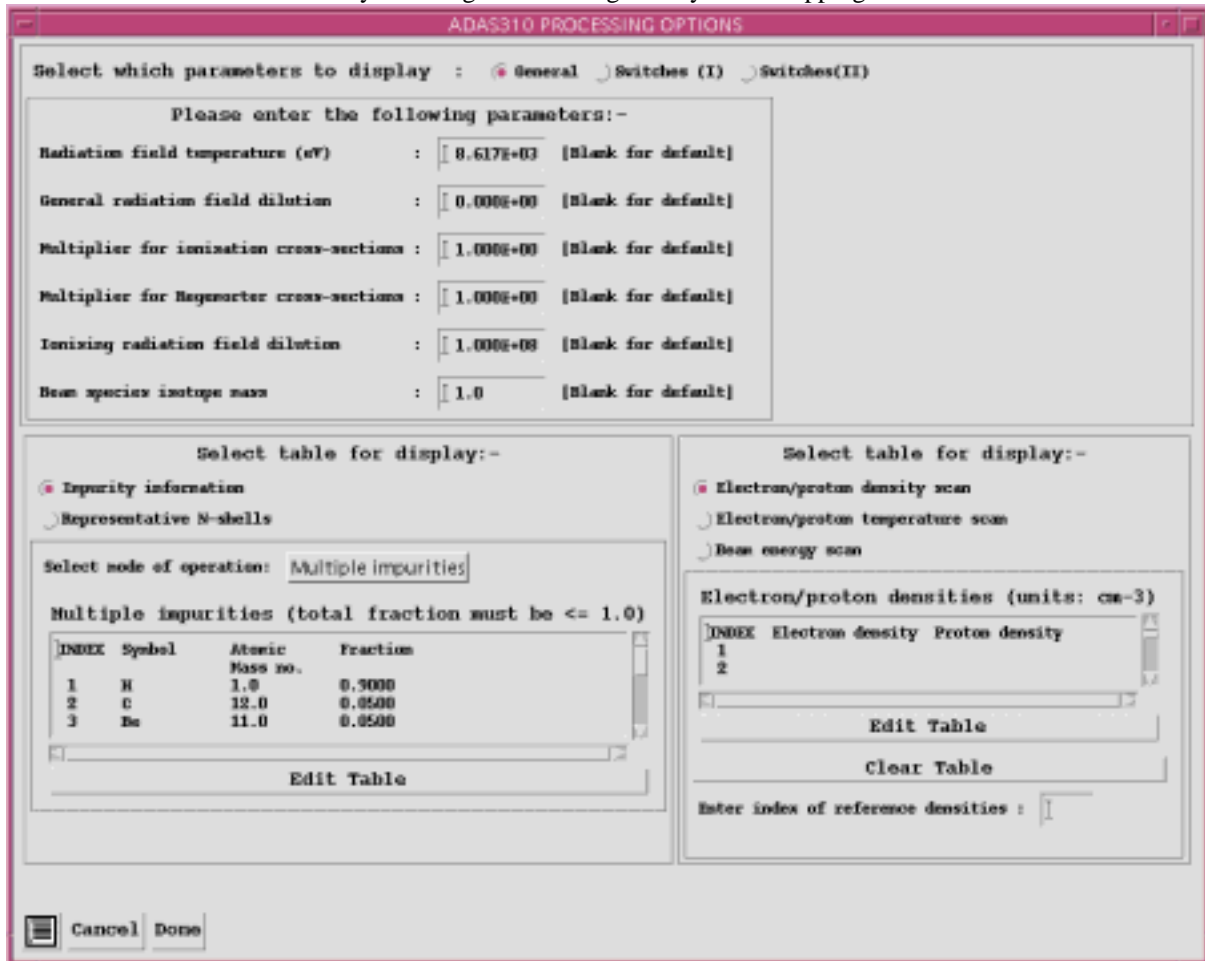 ADAS310 PROCESSING OPTIONS
Select which parameters to display : General Switches (I) Switches(II)
Please enter the following parameters:-
Radiation field temperature (eV) : 8.617E+03 [Blank for default]
General radiation field dilution : 0.000E+00 [Blank for default]
Multiplier for ionisation cross-sections : 1.000E+00 [Blank for default]
Multiplier for Regemorter cross-sections : 1.000E+00 [Blank for default]
Ionising radiation field dilution : 1.000E+08 [Blank for default]
Beam species isotope mass : 1.0 [Blank for default]
Select table for display:-
Impurity information
Representative N-shells
Select mode of operation: Multiple impurities
Multiple impurities (total fraction must be <= 1.0)
INDEX Symbol Atomic Fraction
Mass no.
1 H 1.0 0.9000
2 C 12.0 0.0500
3 Be 11.0 0.0500
Edit Table
Select table for display:-
Electron/proton density scan
Electron/proton temperature scan
Beam energy scan
Electron/proton densities (units: cm-3)
INDEX Electron density Proton density
1
2
Edit Table
Clear Table
Enter index of reference densities :
Cancel Done